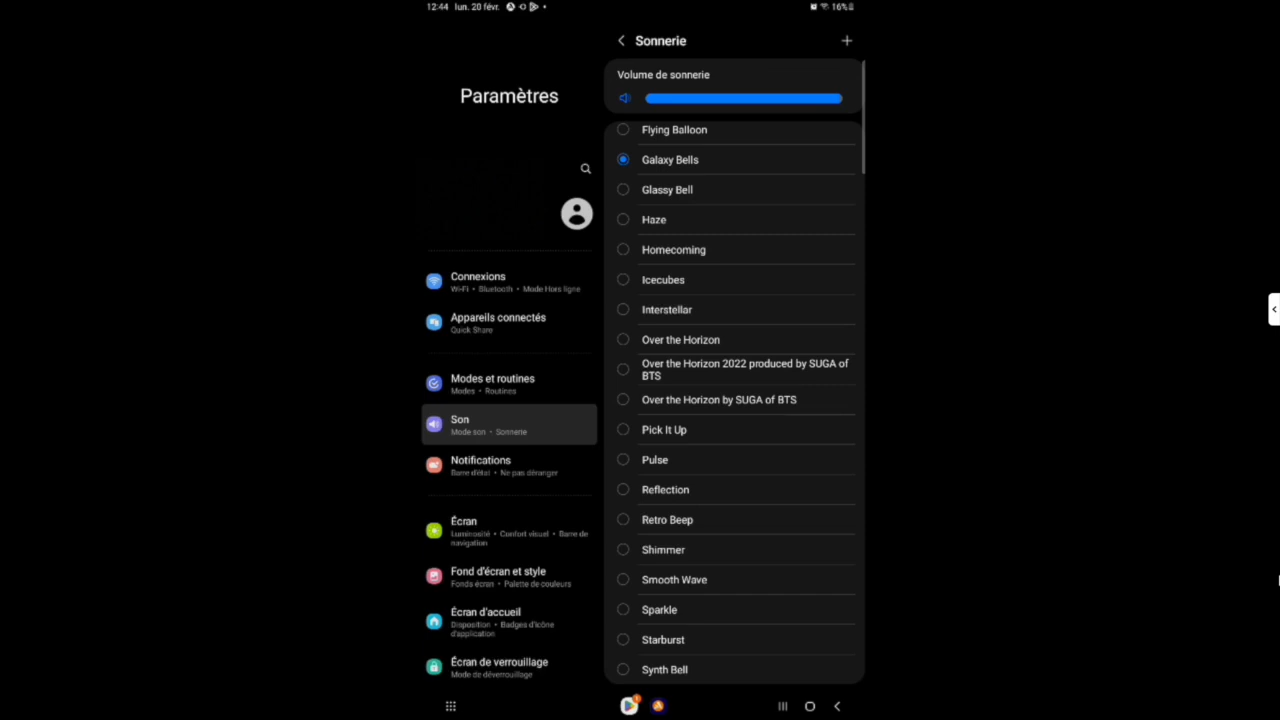 12:44 lun. 20 févr.
16%
Paramètres
Connexions
Wi-Fi • Bluetooth • Mode Hors ligne
Appareils connectés
Quick Share
Modes et routines
Modes • Routines
Son
Mode son • Sonnerie
Notifications
Barre d'état • Ne pas déranger
Écran
Luminosité • Confort visuel • Barre de
navigation
Fond d'écran et style
Fonds écran • Palette de couleurs
Écran d'accueil
Disposition • Badges d'icône
d'application
Écran de verrouillage
Mode de déverrouillage
Sonnerie
Volume de sonnerie
Flying Balloon
Galaxy Bells
Glassy Bell
Haze
Homecoming
Icecubes
Interstellar
Over the Horizon
Over the Horizon 2022 produced by SUGA of
BTS
Over the Horizon by SUGA of BTS
Pick It Up
Pulse
Reflection
Retro Beep
Shimmer
Smooth Wave
Sparkle
Starburst
Synth Bell